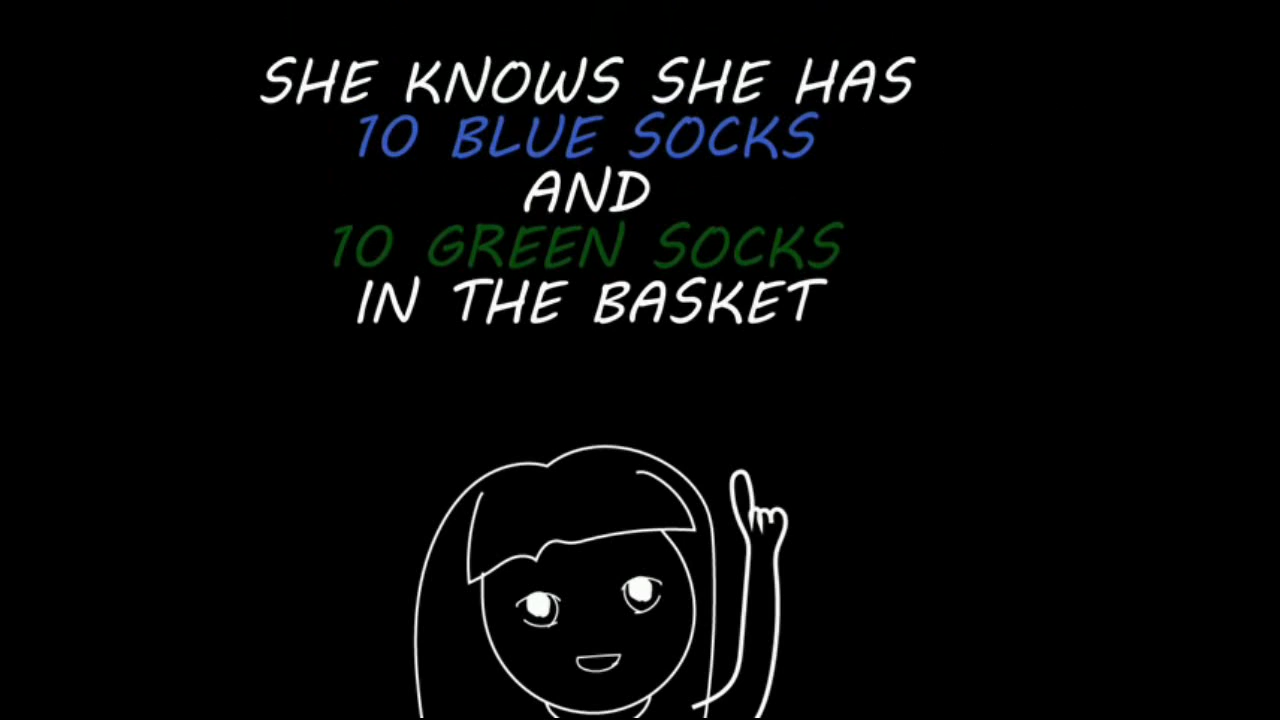 SHE KNOWS SHE HAS
10 BLUE SOCKS
AND
10 GREEN SOCKS
IN THE BASKET